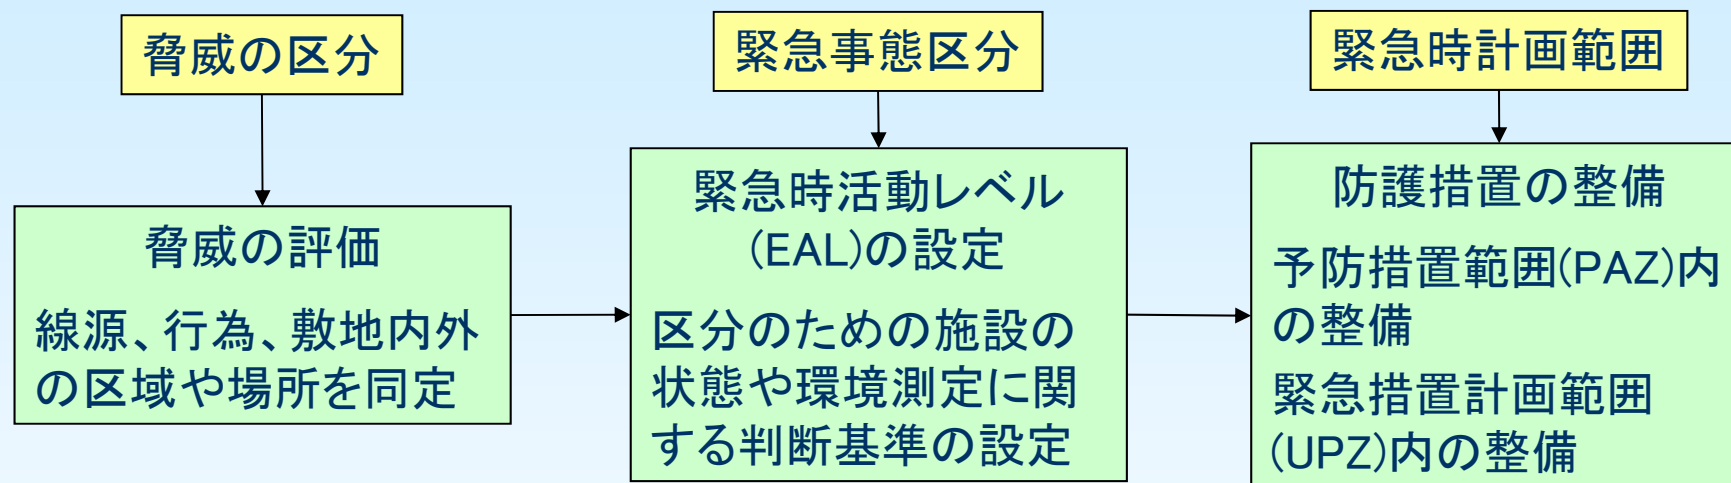 脅威の区分
緊急事態区分
緊急時計画範囲
脅威の評価
線源、行為、敷地内外
の区域や場所を同定
緊急時活動レベル
(EAL)の設定
区分のための施設の
状態や環境測定に関
する判断基準の設定
防護措置の整備
予防措置範囲(PAZ)内
の整備
緊急措置計画範囲
(UPZ)内の整備